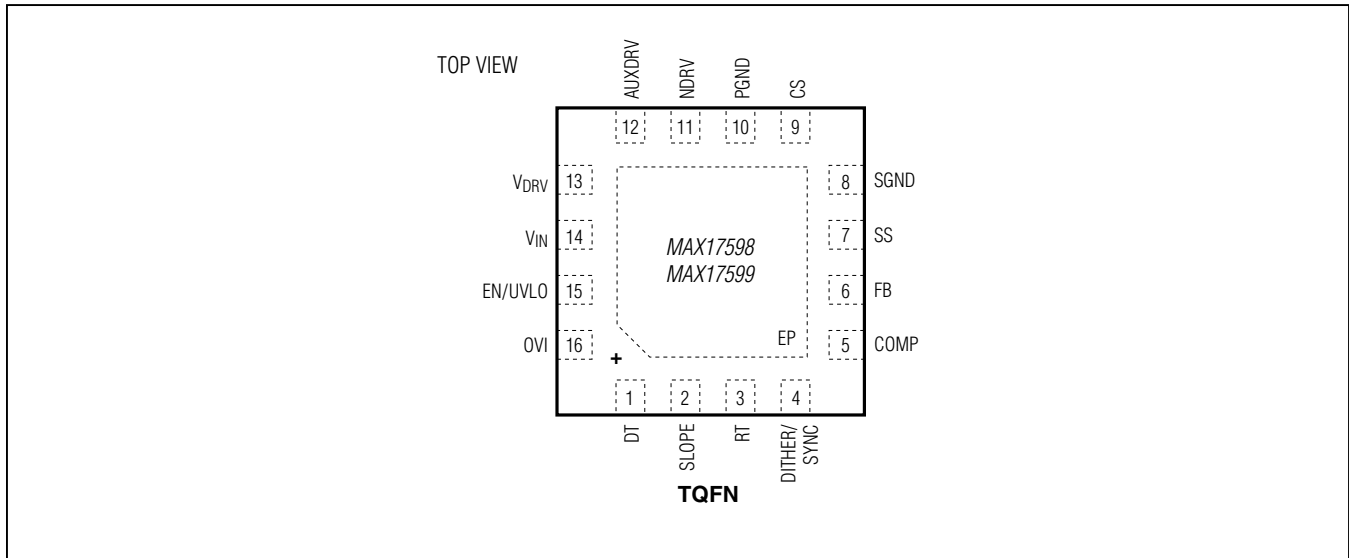 TOP VIEW
AUXDRV
NDRV
PGND
CS
12
11
10
9
VDRV 13
8 SGND
VIN 14
7 SS
MAX17598
MAX17599
EN/UVLO 15
6 FB
OVI 16
5 COMP
EP
+
1
2
3
4
DT
SLOPE
RT
DITHER/
SYNC
TQFN